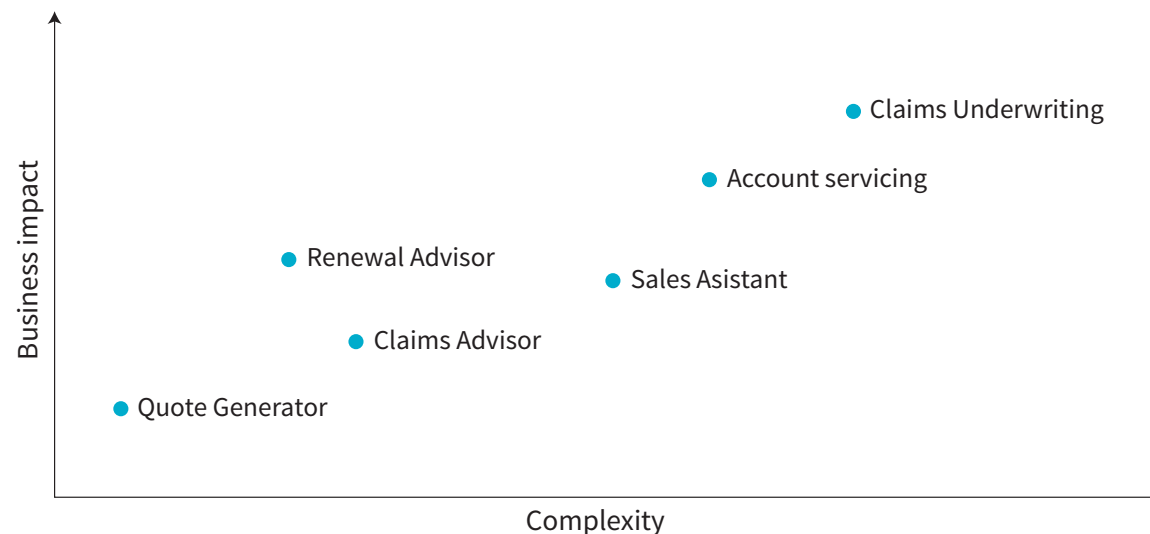 Claims Underwriting
Account servicing
Business impact
Renewal Advisor
Sales Asistant
Claims Advisor
Quote Generator
Complexity